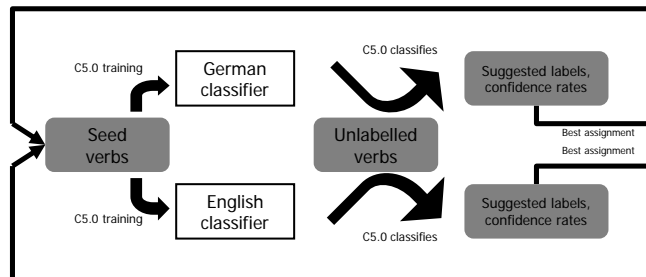 C5.0 training
German
classifier
C5.0 classifies
Suggested labels,
confidence rates
Seed
verbs
Unlabelled
verbs
Best assignment
Best assignment
C5.0 training
English
classifier
C5.0 classifies
Suggested labels,
confidence rates